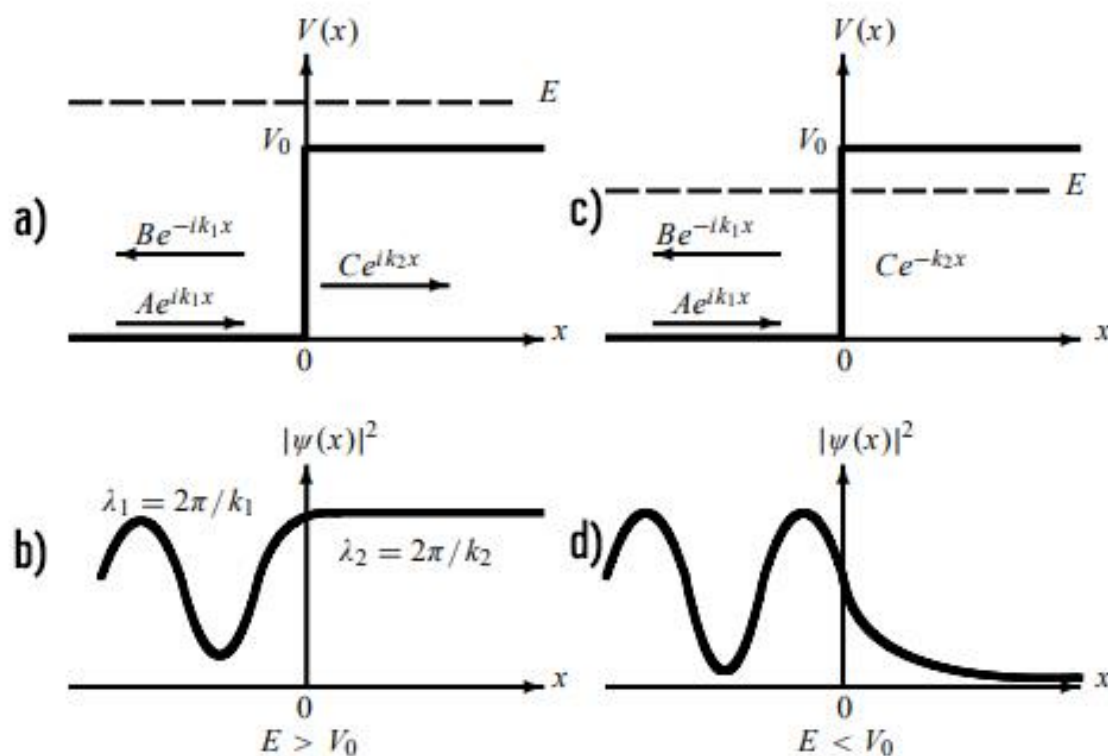 V(x)
E
V₀
a)
Be^{-ik₁x}
Ce^{ik₂x}
Ae^{ik₁x}
x
0
V(x)
V₀
E
c)
Be^{-ik₁x}
Ce^{-k₂x}
Ae^{ik₁x}
x
0
|ψ(x)|²
λ₁ = 2π/k₁
b)
λ₂ = 2π/k₂
x
0
E > V₀
|ψ(x)|²
d)
x
0
E < V₀